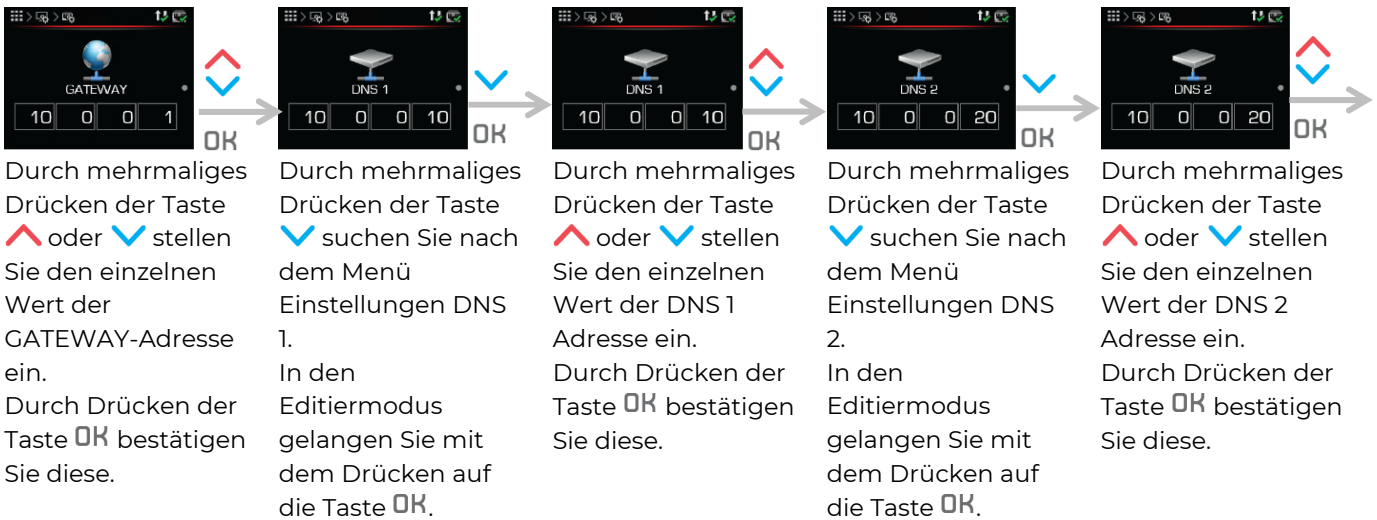 GATEWAY
10 0 0 1
OK
Durch mehrmaliges
Drücken der Taste
oder stellen
Sie den einzelnen
Wert der
GATEWAY-Adresse
ein.
Durch Drücken der
Taste OK bestätigen
Sie diese.
DNS 1
10 0 0 10
OK
Durch mehrmaliges
Drücken der Taste
suchen Sie nach
dem Menü
Einstellungen DNS
1.
In den
Editiermodus
gelangen Sie mit
dem Drücken auf
die Taste OK.
DNS 1
10 0 0 10
OK
Durch mehrmaliges
Drücken der Taste
oder stellen
Sie den einzelnen
Wert der DNS 1
Adresse ein.
Durch Drücken der
Taste OK bestätigen
Sie diese.
DNS 2
10 0 0 20
OK
Durch mehrmaliges
Drücken der Taste
suchen Sie nach
dem Menü
Einstellungen DNS
2.
In den
Editiermodus
gelangen Sie mit
dem Drücken auf
die Taste OK.
DNS 2
10 0 0 20
OK
Durch mehrmaliges
Drücken der Taste
oder stellen
Sie den einzelnen
Wert der DNS 2
Adresse ein.
Durch Drücken der
Taste OK bestätigen
Sie diese.